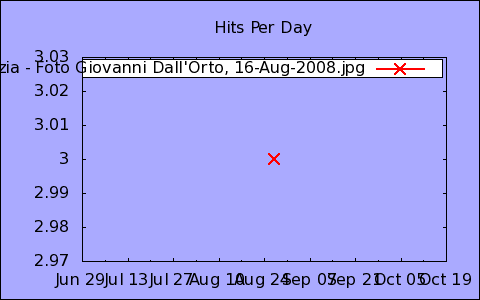 Hits Per Day
3.03
zia - Foto Giovanni Dall'Orto, 16-Aug-2008.jpg
3.02
3.01
3
2.99
2.98
2.97
Jun 29 Jul 13 Jul 27 Aug 10 Aug 24 Sep 07 Sep 21 Oct 05 Oct 19